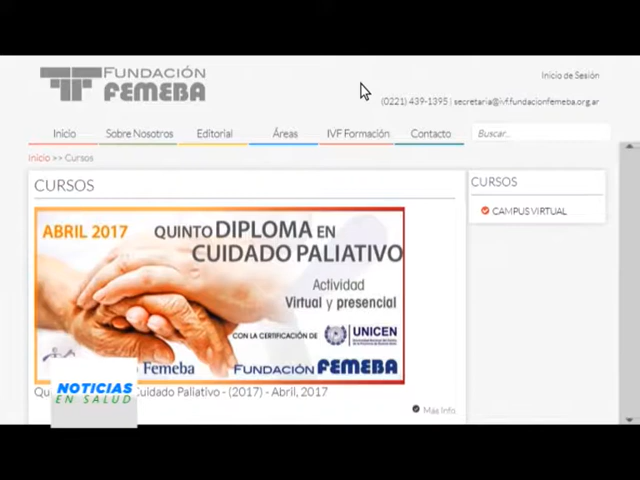 FUNDACIÓN
FEMEBA
Inicio de Sesión
(0221) 439-1395 | secretaria@ivf.fundacionfemeba.org.ar
Inicio
Sobre Nosotros
Editorial
Áreas
IVF Formación
Contacto
Buscar...
Inicio >> Cursos
CURSOS
ABRIL 2017
QUINTO DIPLOMA EN
CUIDADO PALIATIVO
Actividad
Virtual y presencial
CON LA CERTIFICACIÓN DE
UNICEN
Femeba
FUNDACIÓN FEMEBA
Cuidado Paliativo - (2017) - Abril, 2017
Más Info
CURSOS
CAMPUS VIRTUAL
NOTICIAS
EN SALUD